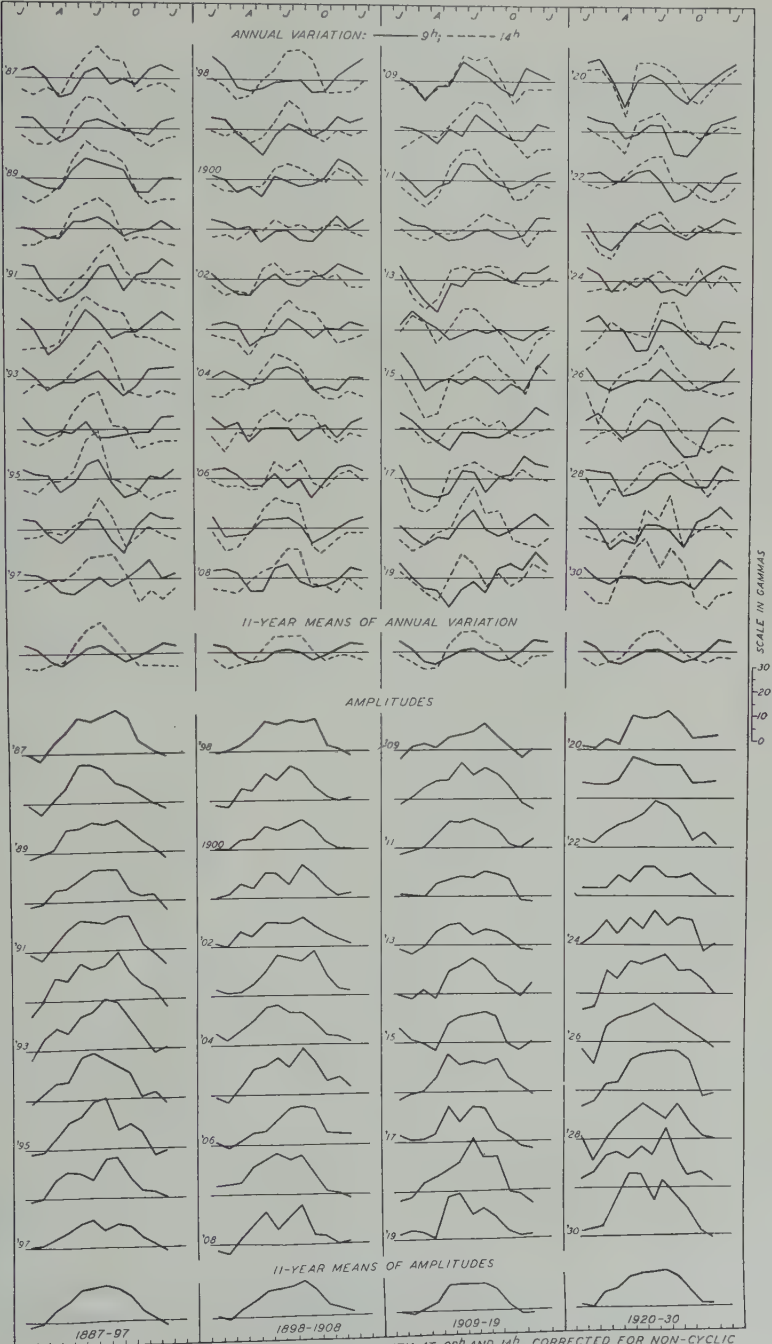 J A J O J J A J O J J A J O J J A J O J
ANNUAL VARIATION: 9h; 14h
'87 '98 '09 '20
'89 1900 '11 '22
'91 '02 '13 '24
'93 '04 '15 '26
'95 '06 '17 '28
'97 '08 '19 '30
11-YEAR MEANS OF ANNUAL VARIATION
SCALE IN GAMMAS
30
20
10
0
AMPLITUDES
'87 '98 '09 '20
'89 1900 '11 '22
'91 '02 '13 '24
'93 '04 '15 '26
'95 '06 '17 '28
'97 '08 '19 '30
11-YEAR MEANS OF AMPLITUDES
1887-97 1898-1908 1909-19 1920-30
AT 9h AND 14h, CORRECTED FOR NON-CYCLIC